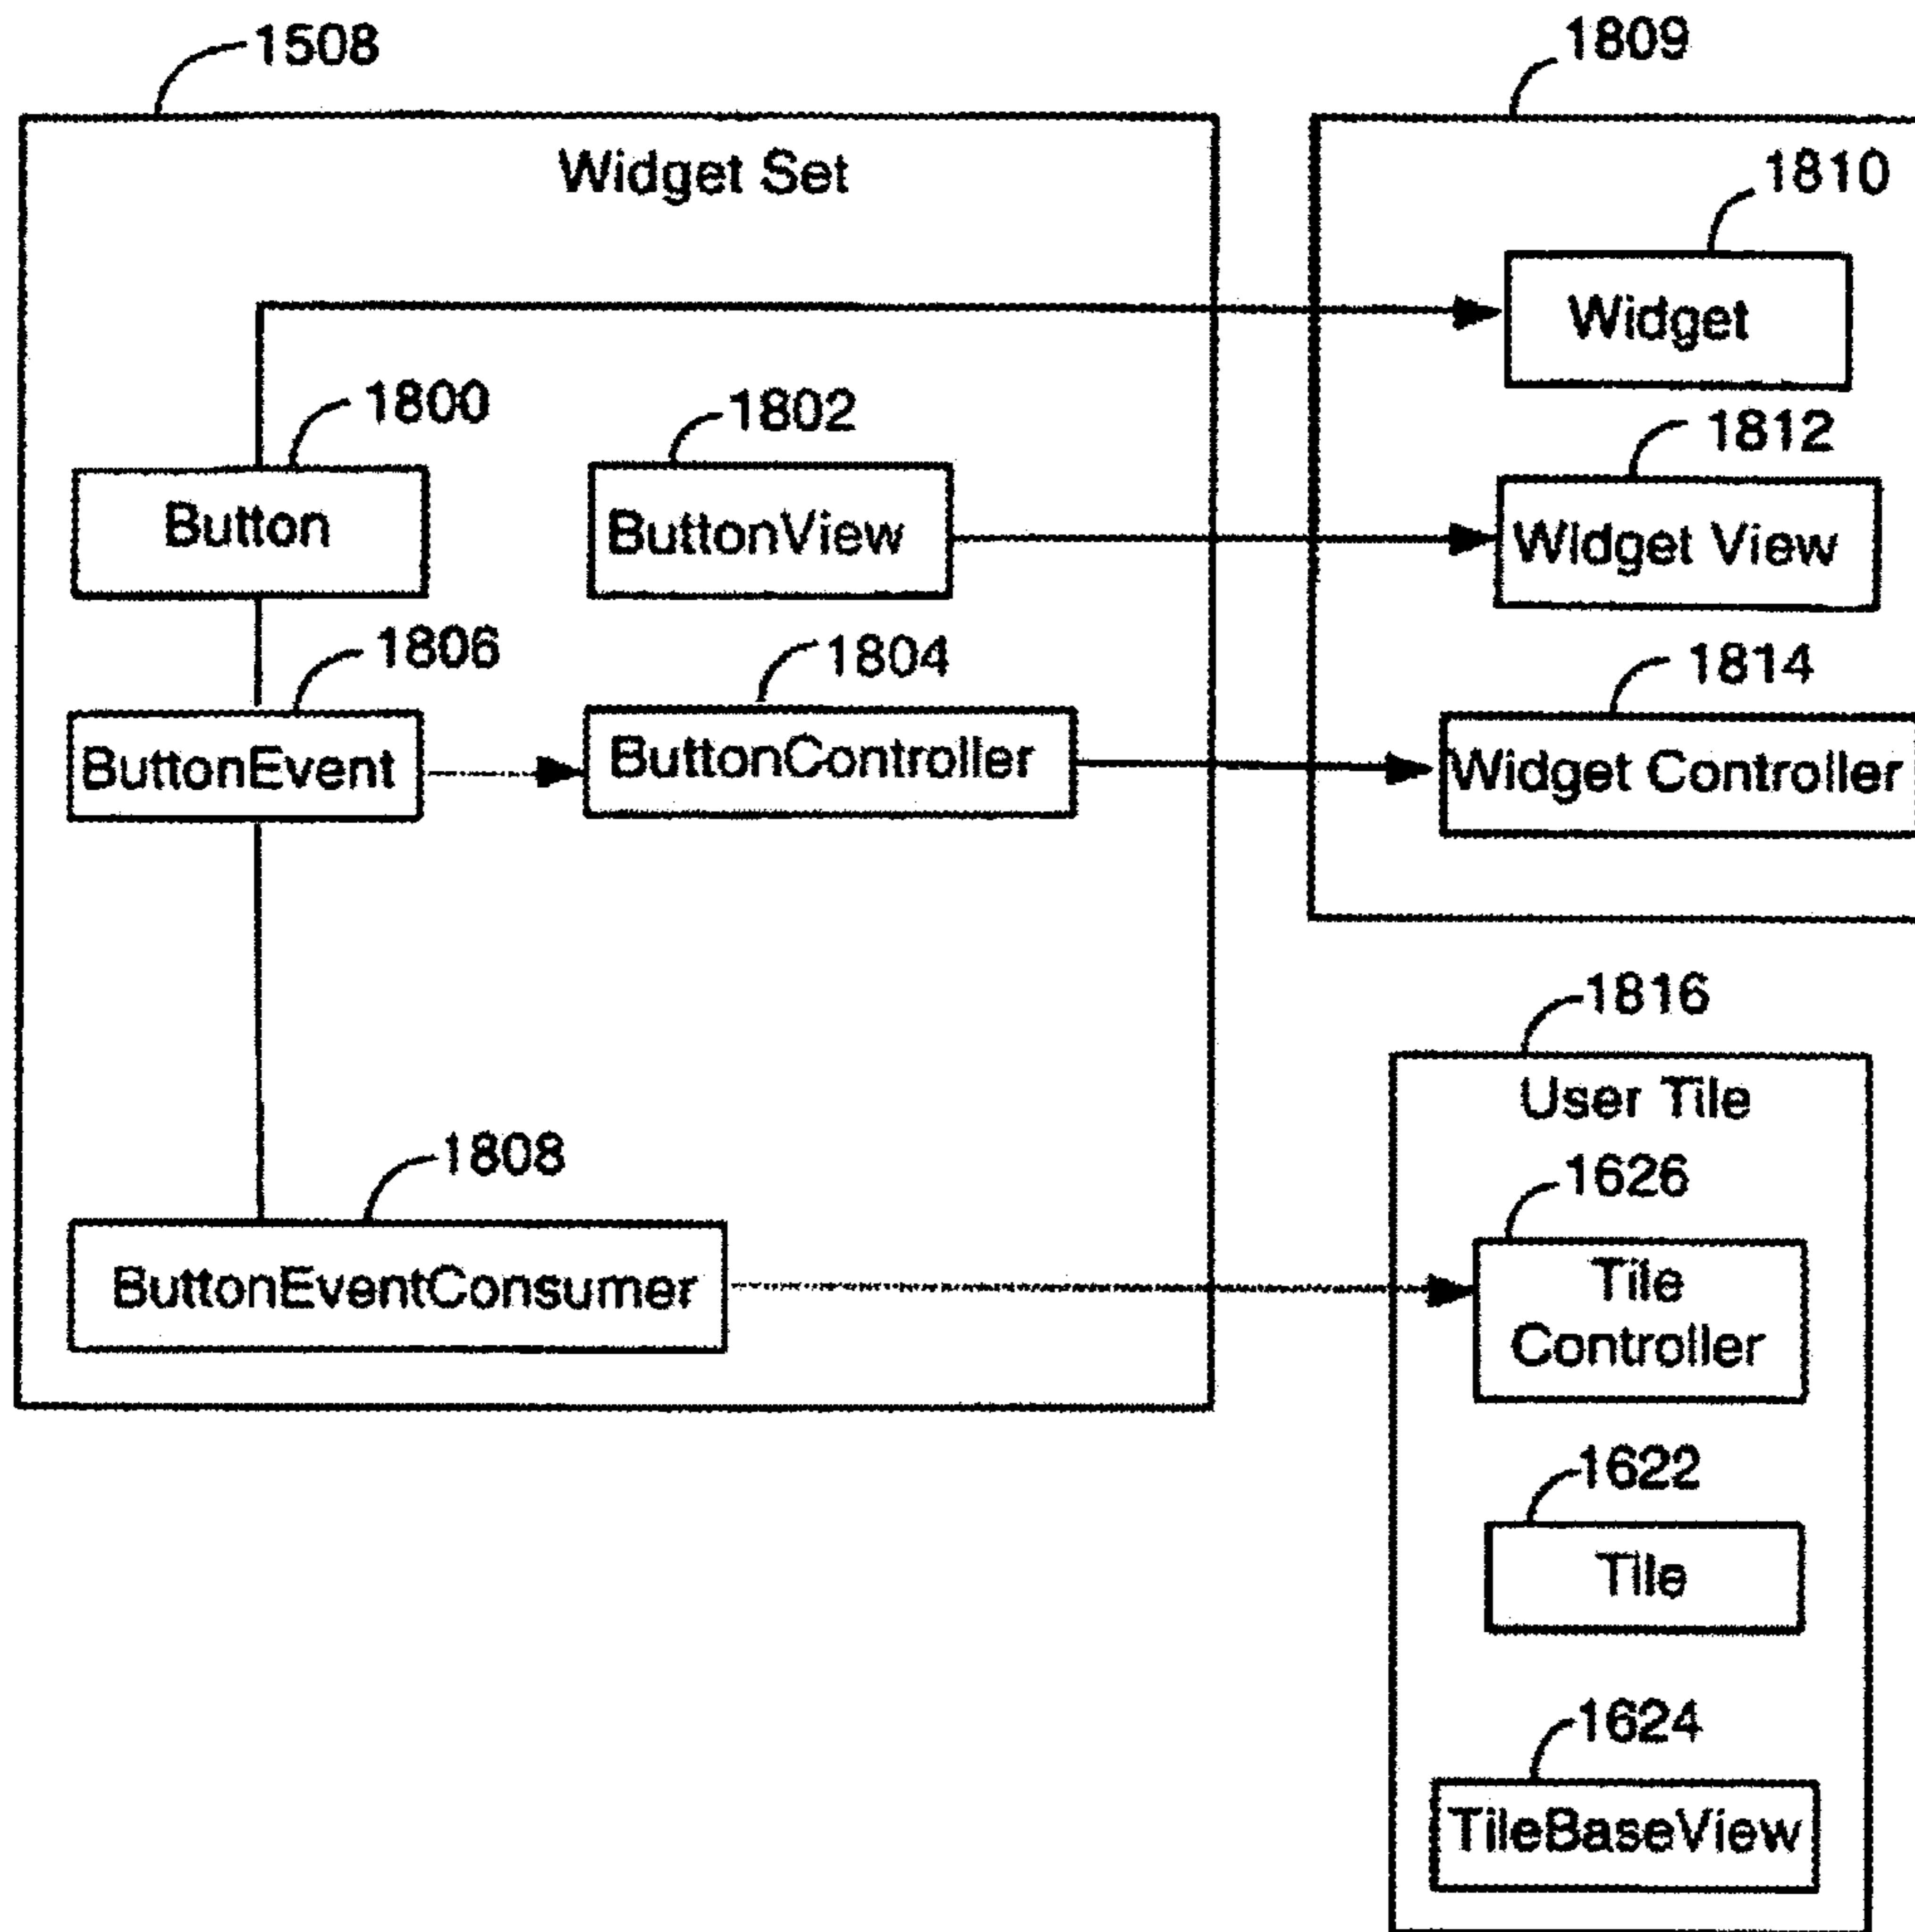 1508
1809
Widget Set
1810
Widget
1800
1802
1812
Button
ButtonView
Widget View
1806
1804
1814
ButtonEvent
ButtonController
Widget Controller
1816
User Tile
1808
1626
ButtonEventConsumer
Tile
Controller
1622
Tile
1624
TileBaseView